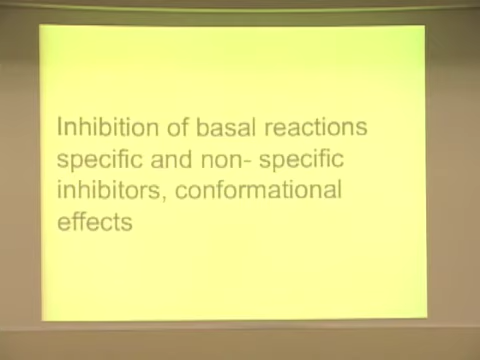 Inhibition of basal reactions
specific and non- specific
inhibitors, conformational
effects